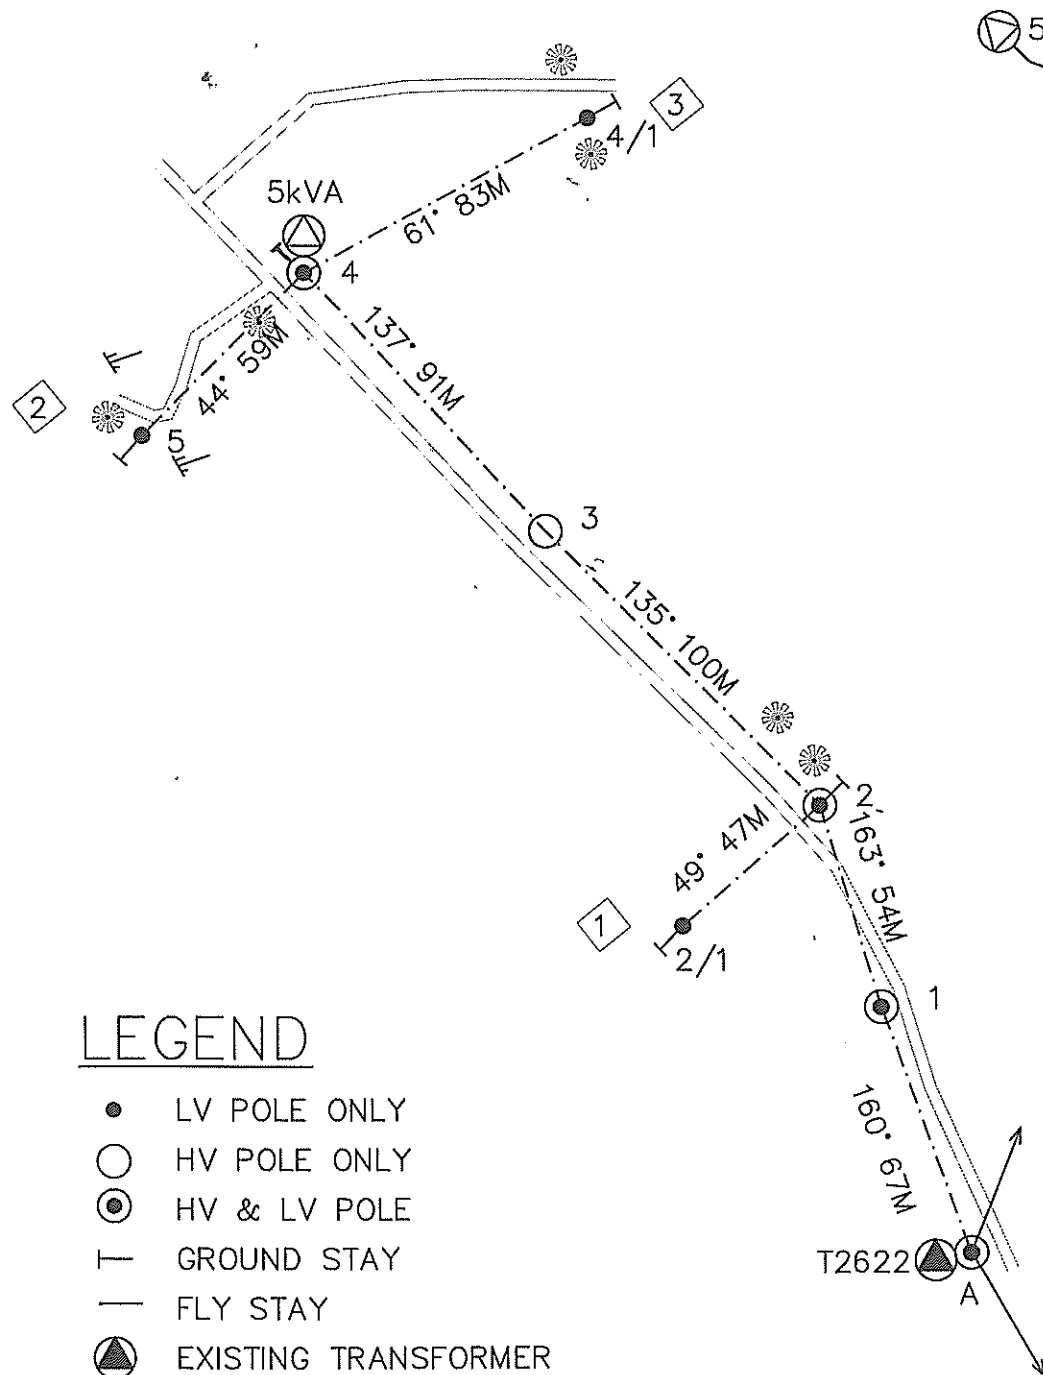 5
3
4/1
5kVA
61° 83M
4
137° 91M
44° 59M
2
5
3
135° 100M
2
163° 54M
49° 47M
1
2/1
1
160° 67M
T2622
A
LEGEND
LV POLE ONLY
HV POLE ONLY
HV & LV POLE
GROUND STAY
FLY STAY
EXISTING TRANSFORMER